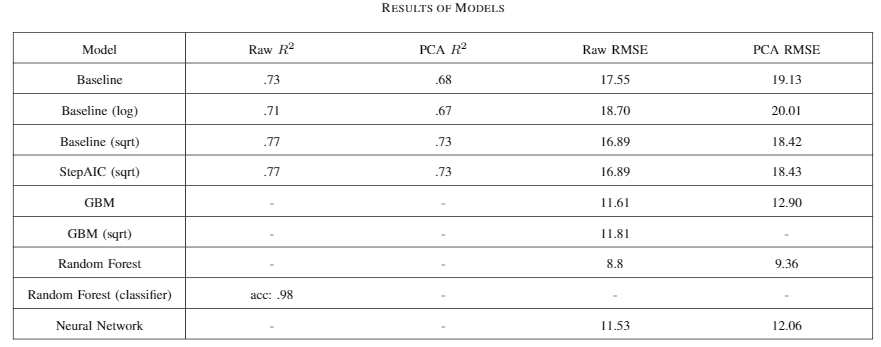 RESULTS OF MODELS
Model Raw R² PCA R² Raw RMSE PCA RMSE
Baseline .73 .68 17.55 19.13
Baseline (log) .71 .67 18.70 20.01
Baseline (sqrt) .77 .73 16.89 18.42
StepAIC (sqrt) .77 .73 16.89 18.43
GBM - - 11.61 12.90
GBM (sqrt) - - 11.81 -
Random Forest - - 8.8 9.36
Random Forest (classifier) acc: .98 - - -
Neural Network - - 11.53 12.06